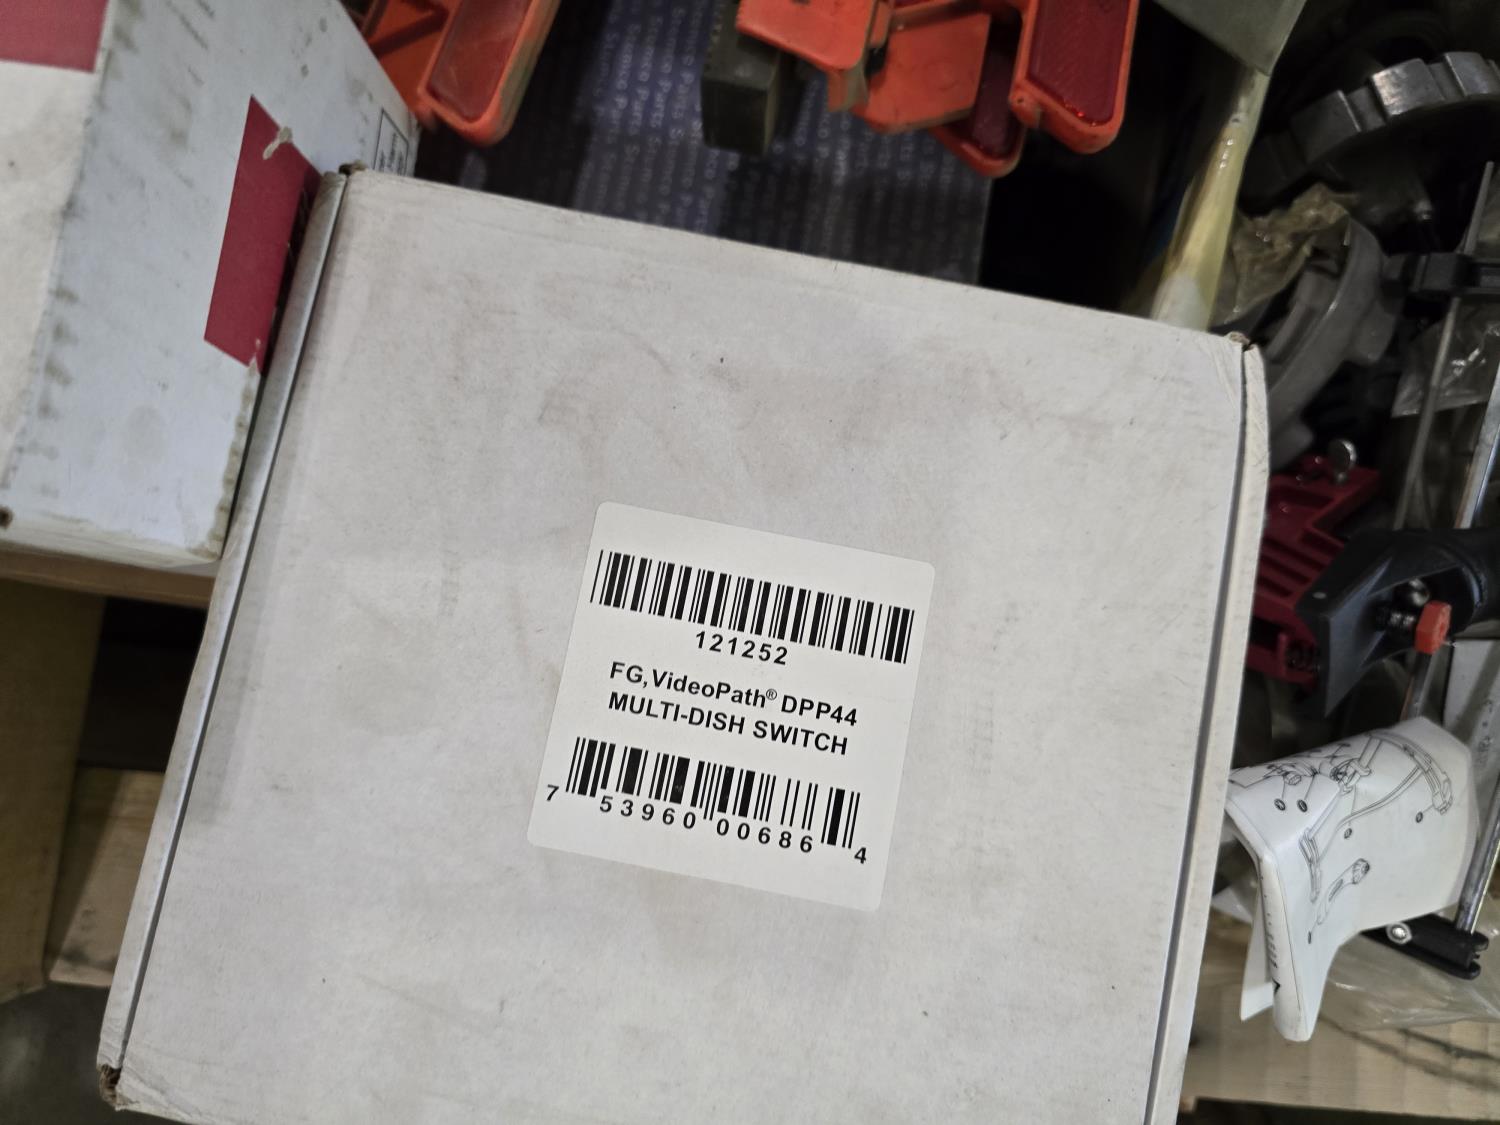 121252
FG,VideoPath® DPP44
MULTI-DISH SWITCH
7 53960 00686 4